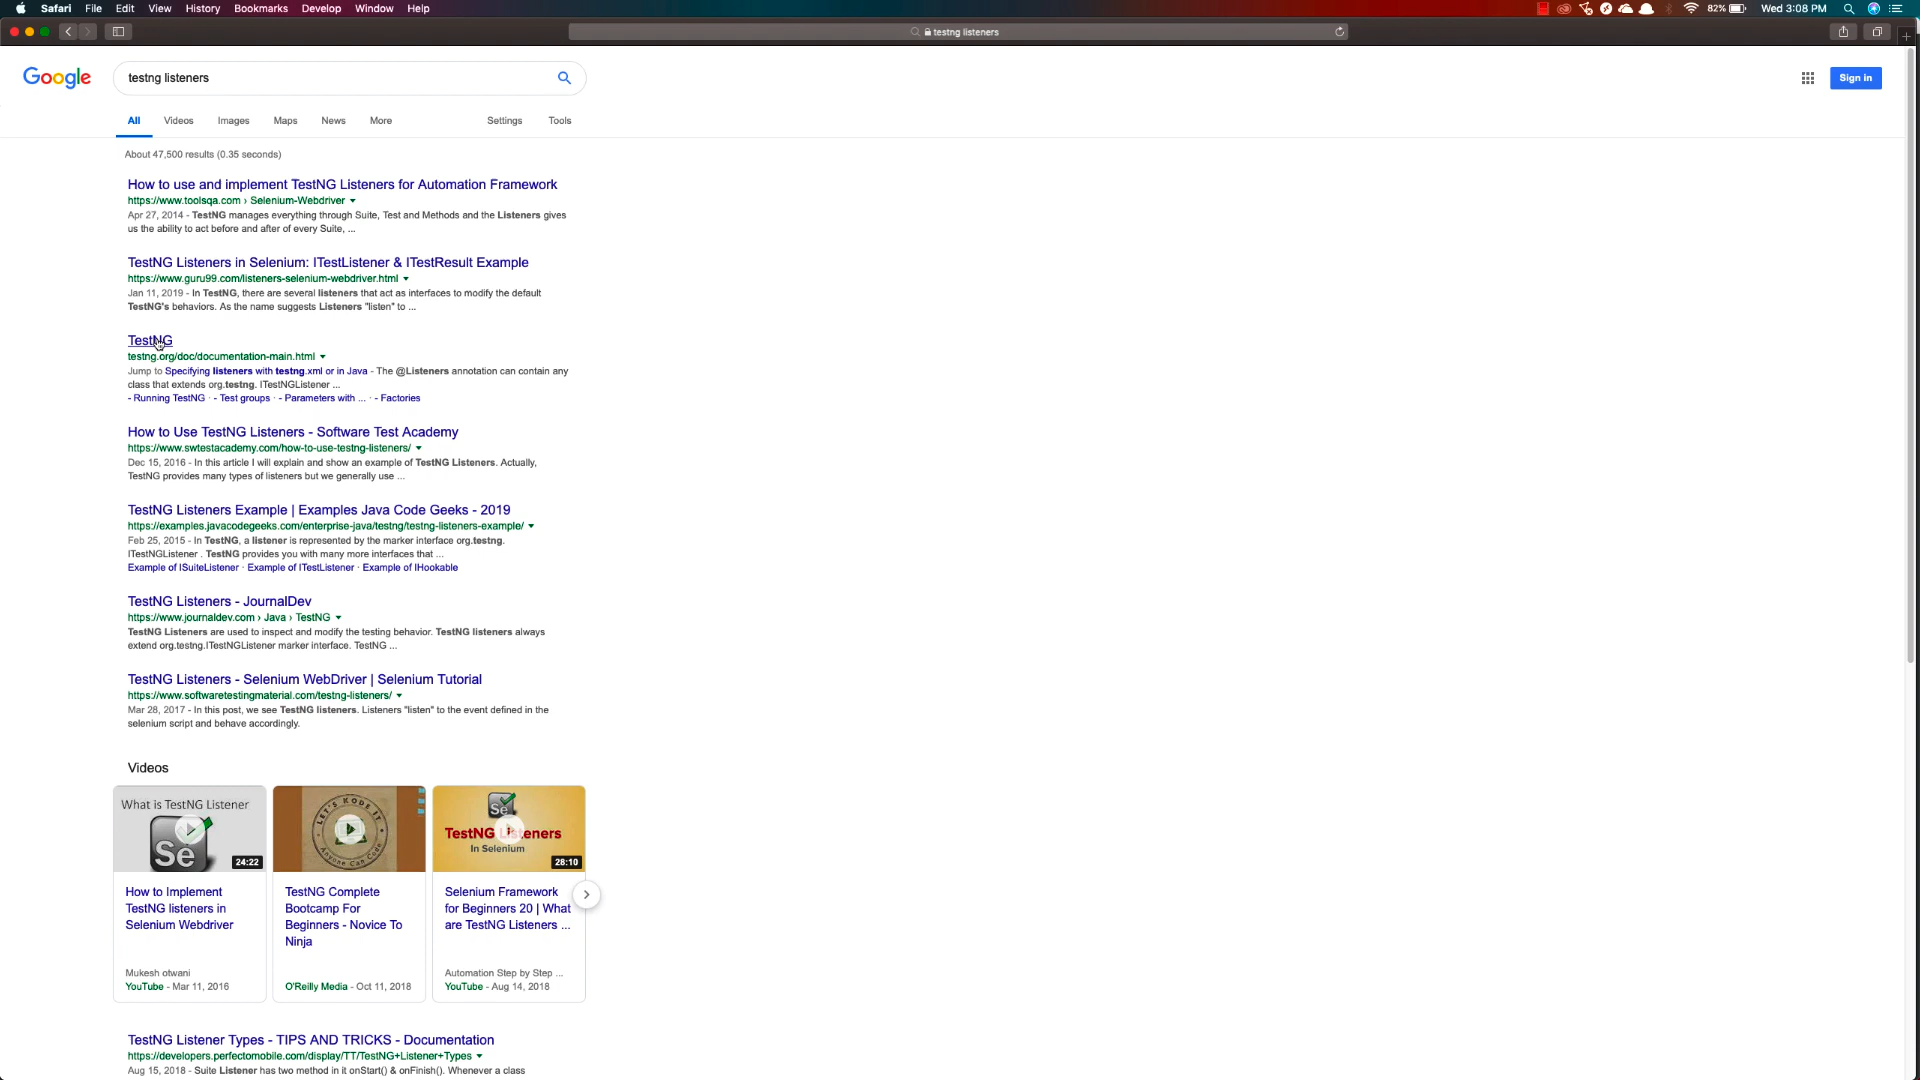 Safari File Edit View History Bookmarks Develop Window Help 82% Wed 3:08 PM
testng listeners
Google testng listeners Sign in
All Videos Images Maps News More Settings Tools
About 47,500 results (0.35 seconds)
How to use and implement TestNG Listeners for Automation Framework
https://www.toolsqa.com › Selenium-Webdriver
Apr 27, 2014 - TestNG manages everything through Suite, Test and Methods and the Listeners gives
us the ability to act before and after of every Suite, ...
TestNG Listeners in Selenium: ITestListener & ITestResult Example
https://www.guru99.com/listeners-selenium-webdriver.html
Jan 11, 2019 - In TestNG, there are several listeners that act as interfaces to modify the default
TestNG's behaviors. As the name suggests Listeners "listen" to ...
TestNG
testng.org/doc/documentation-main.html
Jump to Specifying listeners with testng.xml or in Java - The @Listeners annotation can contain any
class that extends org.testng. ITestNGListener ...
- Running TestNG · - Test groups · - Parameters with ... · - Factories
How to Use TestNG Listeners - Software Test Academy
https://www.swtestacademy.com/how-to-use-testng-listeners/
Dec 15, 2016 - In this article I will explain and show an example of TestNG Listeners. Actually,
TestNG provides many types of listeners but we generally use ...
TestNG Listeners Example | Examples Java Code Geeks - 2019
https://examples.javacodegeeks.com/enterprise-java/testng/testng-listeners-example/
Feb 25, 2015 - In TestNG, a listener is represented by the marker interface org.testng.
ITestNGListener . TestNG provides you with many more interfaces that ...
Example of ISuiteListener · Example of ITestListener · Example of IHookable
TestNG Listeners - JournalDev
https://www.journaldev.com › Java › TestNG
TestNG Listeners are used to inspect and modify the testing behavior. TestNG listeners always
extend org.testng.ITestNGListener marker interface. TestNG ...
TestNG Listeners - Selenium WebDriver | Selenium Tutorial
https://www.softwaretestingmaterial.com/testng-listeners/
Mar 28, 2017 - In this post, we see TestNG listeners. Listeners "listen" to the event defined in the
selenium script and behave accordingly.
Videos
What is TestNG Listener
Se
24:22
How to Implement
TestNG listeners in
Selenium Webdriver
Mukesh otwani
YouTube - Mar 11, 2016
LET'S KODE IT
Anyone Can Code
TestNG Complete
Bootcamp For
Beginners - Novice To
Ninja
O'Reilly Media - Oct 11, 2018
Se
TestNG Listeners
In Selenium
28:10
Selenium Framework
for Beginners 20 | What
are TestNG Listeners ...
Automation Step by Step ...
YouTube - Aug 14, 2018
TestNG Listener Types - TIPS AND TRICKS - Documentation
https://developers.perfectomobile.com/display/TT/TestNG+Listener+Types
Aug 15, 2018 - Suite Listener has two method in it onStart() & onFinish(). Whenever a class